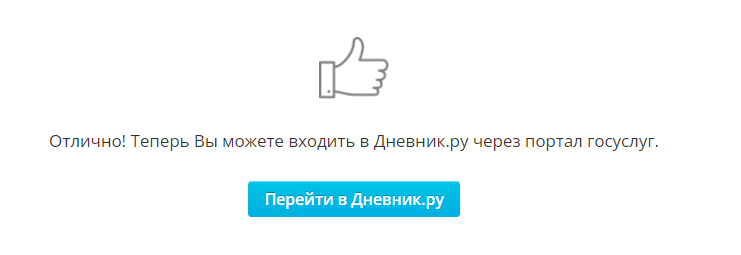 Отлично! Теперь Вы можете входить в Дневник.ру через портал госуслуг.
Перейти в Дневник.ру